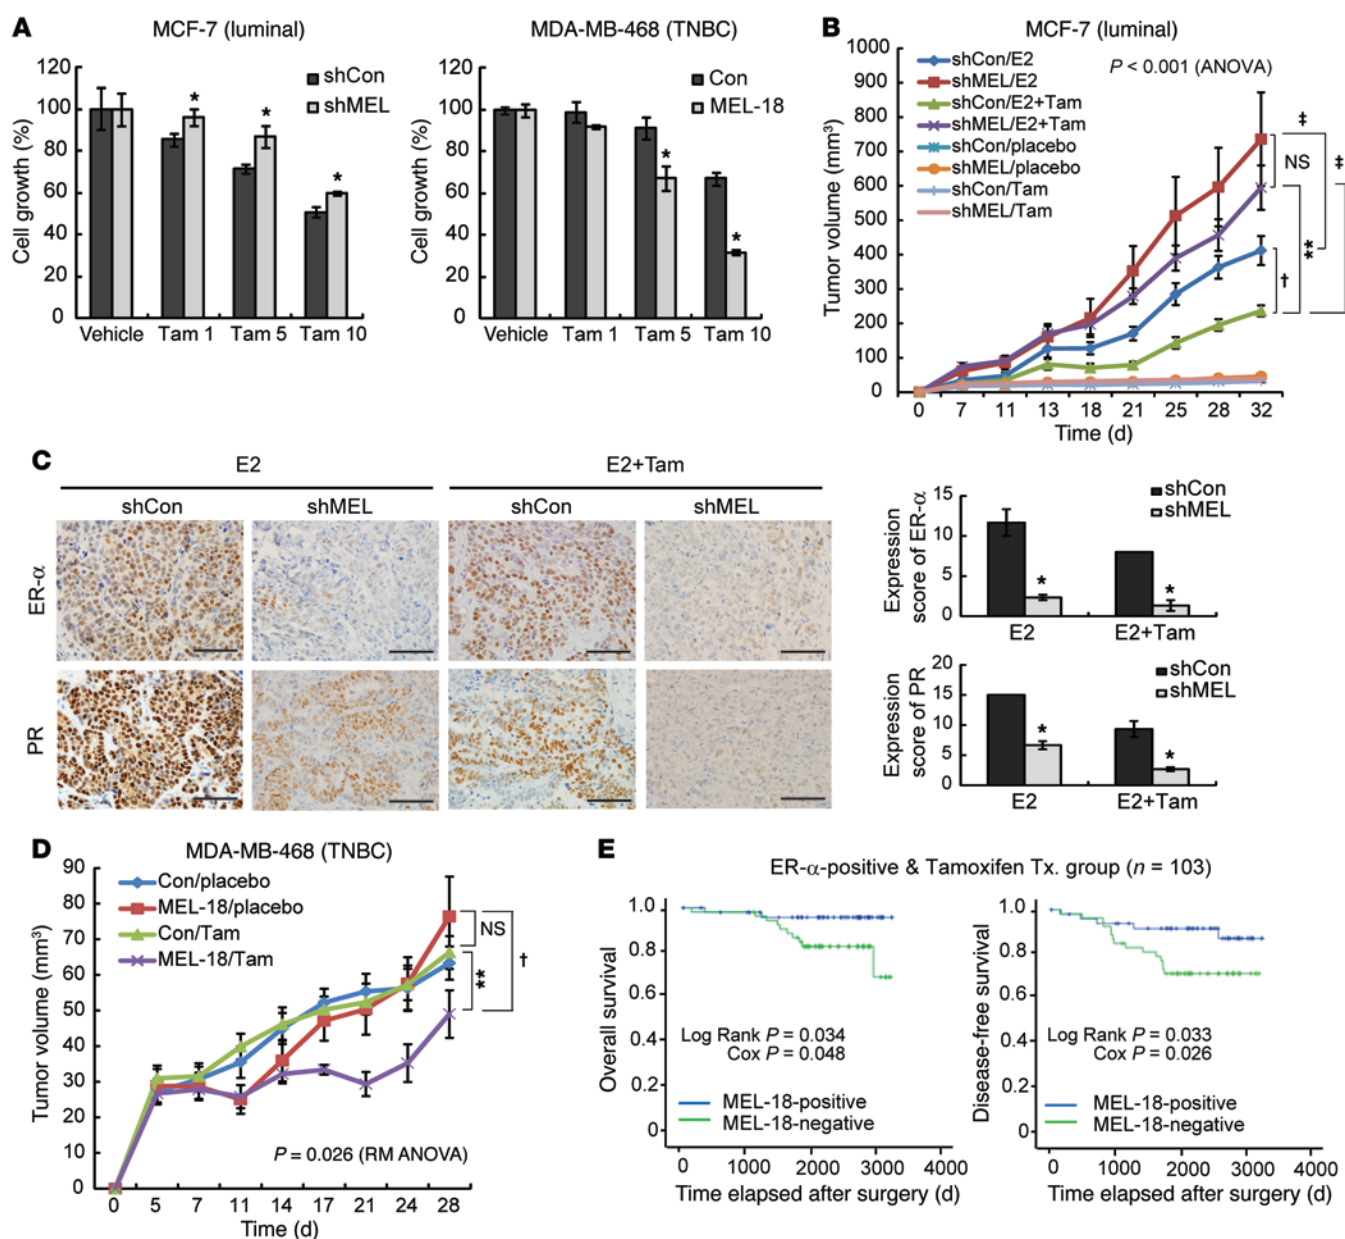 A
MCF-7 (luminal)
120
100
80
60
40
20
0
Cell growth (%)
shCon
shMEL
*
*
*
Vehicle Tam 1 Tam 5 Tam 10
MDA-MB-468 (TNBC)
120
100
80
60
40
20
0
Cell growth (%)
Con
MEL-18
*
*
Vehicle Tam 1 Tam 5 Tam 10
B
MCF-7 (luminal)
1000
900
800
700
600
500
400
300
200
100
0
Tumor volume (mm³)
shCon/E2
shMEL/E2
shCon/E2+Tam
shMEL/E2+Tam
shCon/placebo
shMEL/placebo
shCon/Tam
shMEL/Tam
P < 0.001 (ANOVA)
‡
NS
‡
**
†
0 7 11 13 18 21 25 28 32
Time (d)
C
E2
E2+Tam
shCon
shMEL
shCon
shMEL
ER-α
PR
15
10
5
0
Expression
score of ER-α
shCon
shMEL
*
*
E2
E2+Tam
20
15
10
5
0
Expression
score of PR
shCon
shMEL
*
*
E2
E2+Tam
D
MDA-MB-468 (TNBC)
90
80
70
60
50
40
30
20
10
0
Tumor volume (mm³)
Con/placebo
MEL-18/placebo
Con/Tam
MEL-18/Tam
NS
**
†
P = 0.026 (RM ANOVA)
0 5 7 11 14 17 21 24 28
Time (d)
E
ER-α-positive & Tamoxifen Tx. group (n = 103)
1.0
0.8
0.6
0.4
0.2
0
Overall survival
Log Rank P = 0.034
Cox P = 0.048
MEL-18-positive
MEL-18-negative
0 1000 2000 3000 4000
Time elapsed after surgery (d)
1.0
0.8
0.6
0.4
0.2
0
Disease-free survival
Log Rank P = 0.033
Cox P = 0.026
MEL-18-positive
MEL-18-negative
0 1000 2000 3000 4000
Time elapsed after surgery (d)